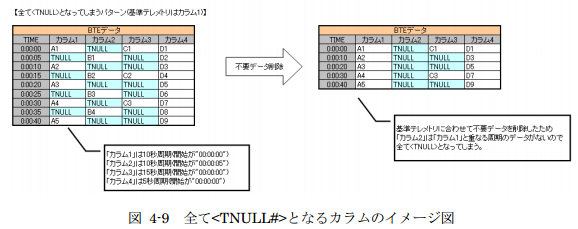 【全て<TNULL>となってしまうパターン(基準テレットリはカラム1)】
BTEデータ
TIME カラム1 カラム2 カラム3 カラム4
0:00:00 A1 TNULL C1 D1
0:00:05 TNULL B1 TNULL D2
0:00:10 A2 TNULL TNULL D3
0:00:15 TNULL B2 C2 D4
0:00:20 A3 TNULL TNULL D5
0:00:25 TNULL B3 TNULL D6
0:00:30 A4 TNULL C3 D7
0:00:35 TNULL B4 TNULL D8
0:00:40 A5 TNULL TNULL D9
「カラム1」は10秒周期(開始が"00:00:00")
「カラム2」は10秒周期(開始が"00:00:05")
「カラム3」は15秒周期(開始が"00:00:00")
「カラム4」は5秒周期(開始が"00:00:00")
不要データ削除
BTEデータ
TIME カラム1 カラム2 カラム3 カラム4
0:00:00 A1 TNULL C1 D1
0:00:10 A2 TNULL TNULL D3
0:00:20 A3 TNULL TNULL D5
0:00:30 A4 TNULL C3 D7
0:00:40 A5 TNULL TNULL D9
基準テレットリに合わせて不要データを削除したため
「カラム2」は「カラム1」と重なる周期のデータがないので
全て<TNULL>となってしまう。
図 4-9 全て<TNULL#>となるカラムのイメージ図